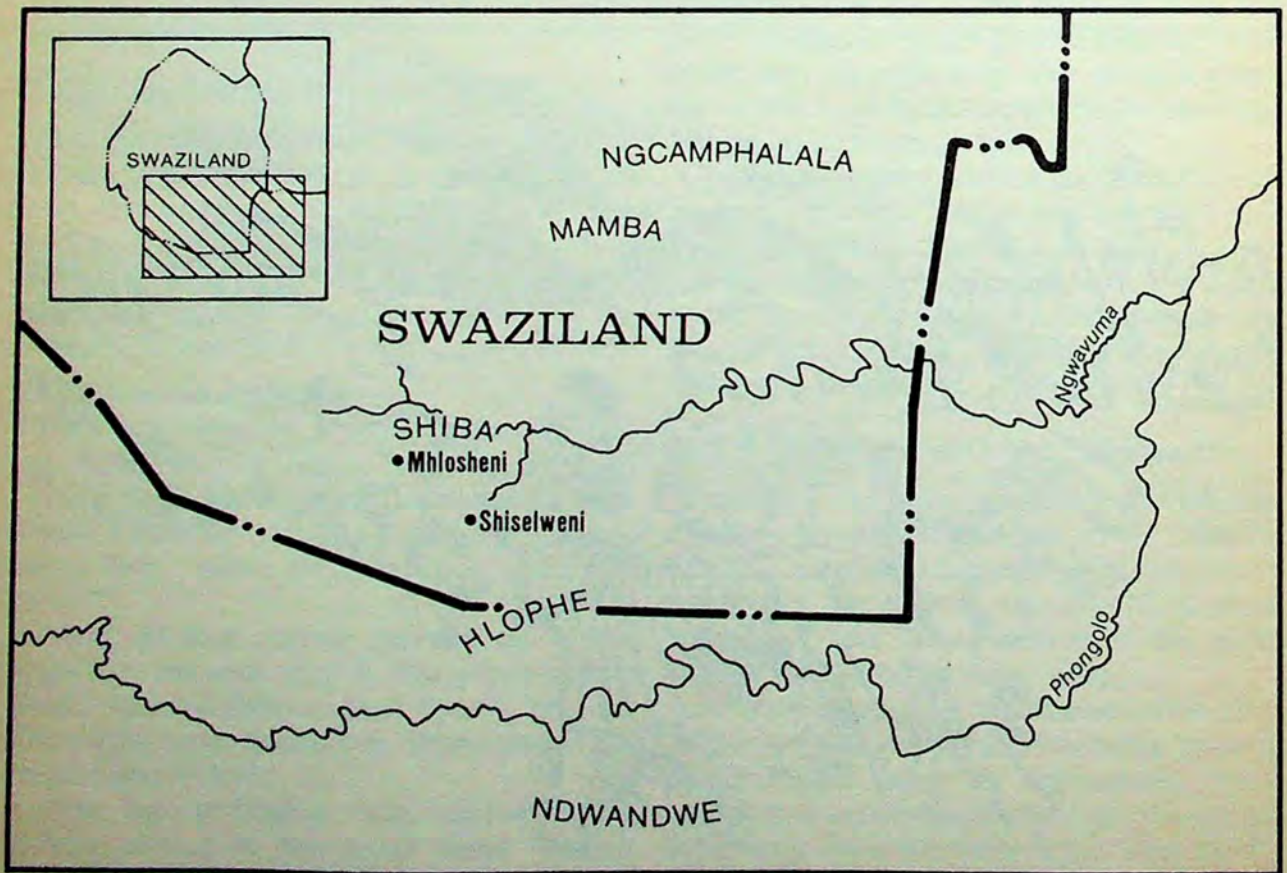 SWAZILAND
NGCAMPHALALA
MAMBA
SWAZILAND
Ngwavuma
SHIBA
Mhlosheni
Shiselweni
HLOPHE
Phongolo
NDWANDWE